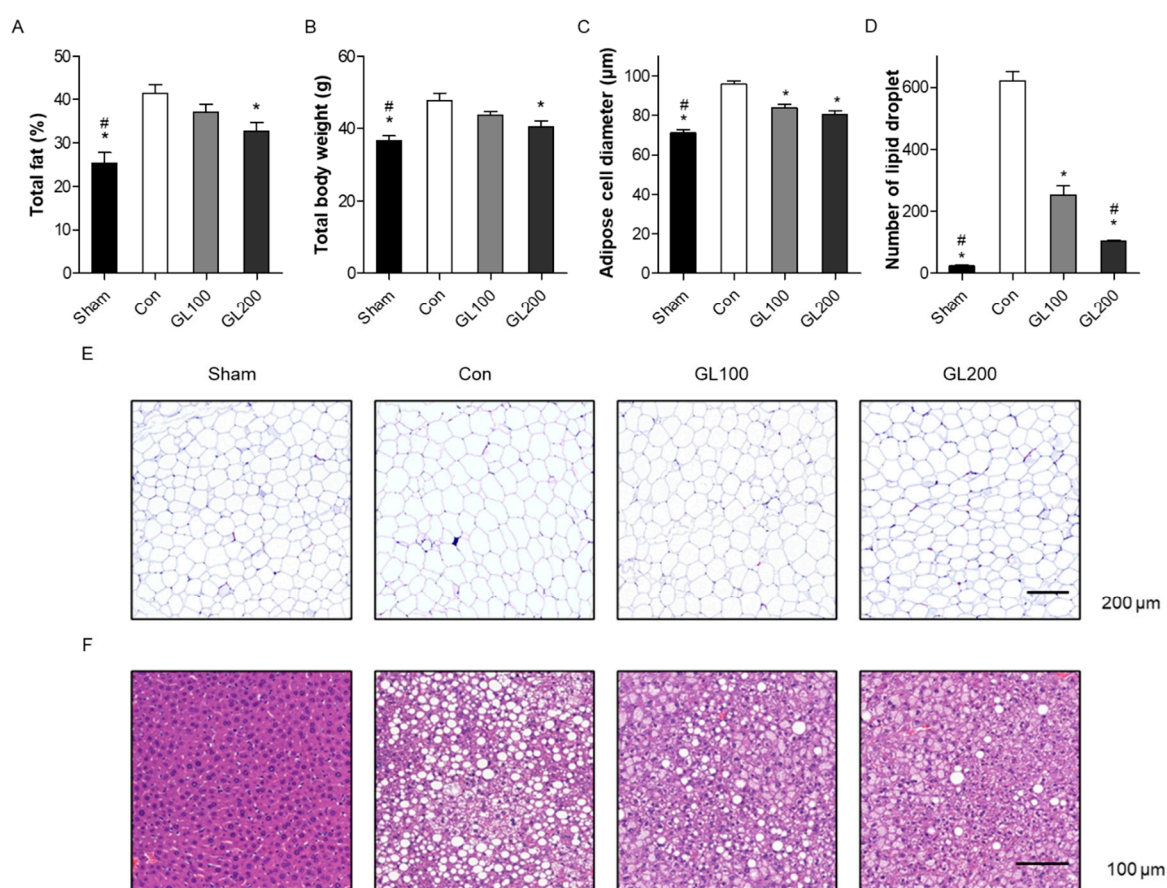 A
Total fat (%)
50
40
30
20
10
0
#
*
*
Sham
Con
GL100
GL200
B
Total body weight (g)
60
40
20
0
#
*
*
Sham
Con
GL100
GL200
C
Adipose cell diameter (µm)
100
80
60
40
20
0
#
*
*
*
Sham
Con
GL100
GL200
D
Number of lipid droplet
600
400
200
0
#
*
*
#
*
Sham
Con
GL100
GL200
E
Sham
Con
GL100
GL200
200 µm
F
100 µm